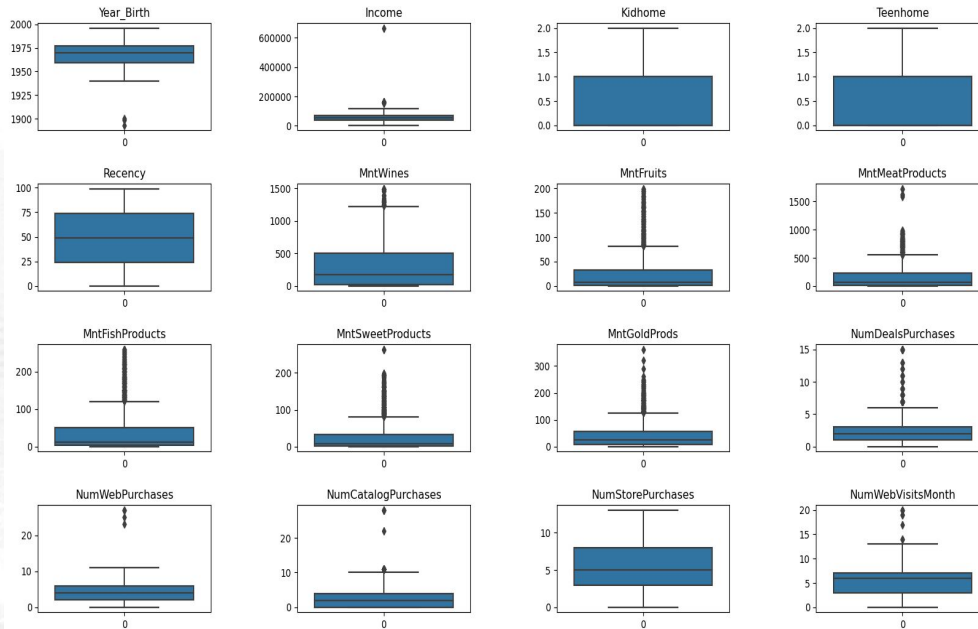 Year_Birth Income Kidhome Teenhome
2000 1975 1950 1925 1900 600000 400000 200000 0 2.0 1.5 1.0 0.5 0.0 2.0 1.5 1.0 0.5 0.0
0 0 0 0
Recency MntWines MntFruits MntMeatProducts
100 75 50 25 0 1500 1000 500 0 200 150 100 50 0 1500 1000 500 0
0 0 0 0
MntFishProducts MntSweetProducts MntGoldProds NumDealsPurchases
200 100 0 200 100 0 300 200 100 0 15 10 5 0
0 0 0 0
NumWebPurchases NumCatalogPurchases NumStorePurchases NumWebVisitsMonth
20 10 0 20 10 0 10 5 0 20 15 10 5 0
0 0 0 0